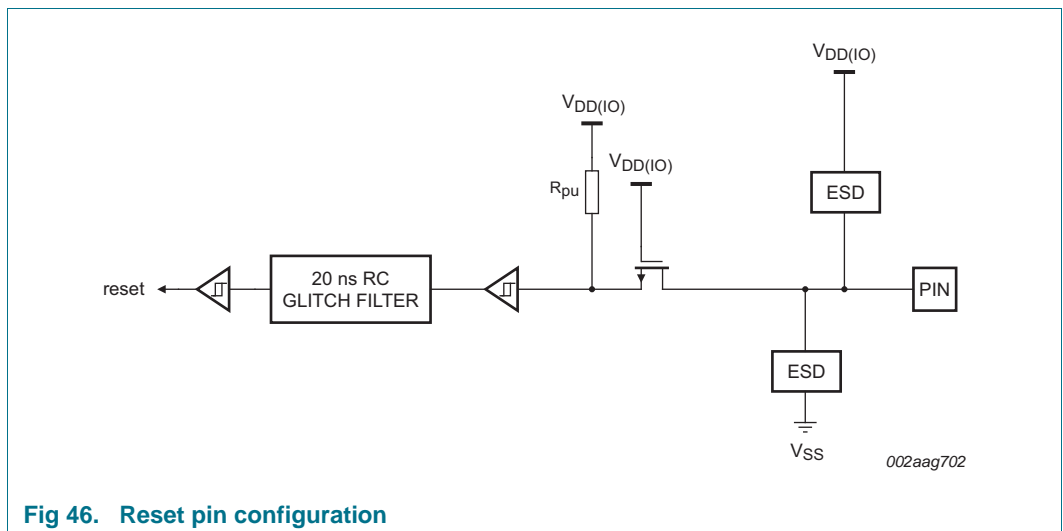 VDD(IO)
VDD(IO)
VDD(IO)
Rpu
ESD
reset
20 ns RC
GLITCH FILTER
PIN
ESD
VSS
002aag702
Fig 46. Reset pin configuration